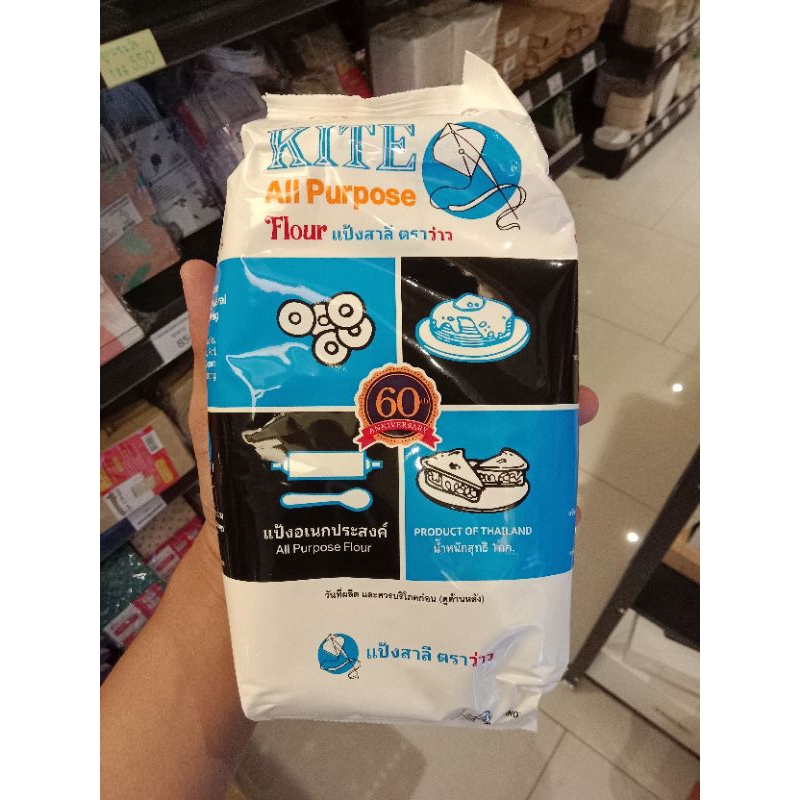 KITE
All Purpose
Flour แป้งสาลี ตราว่าว
60th
ANNIVERSARY
แป้งอเนกประสงค์
All Purpose Flour
PRODUCT OF THAILAND
น้ำหนักสุทธิ 1กก.
วันที่ผลิต และควรบริโภคก่อน (ดูด้านหลัง)
แป้งสาลี ตราว่าว